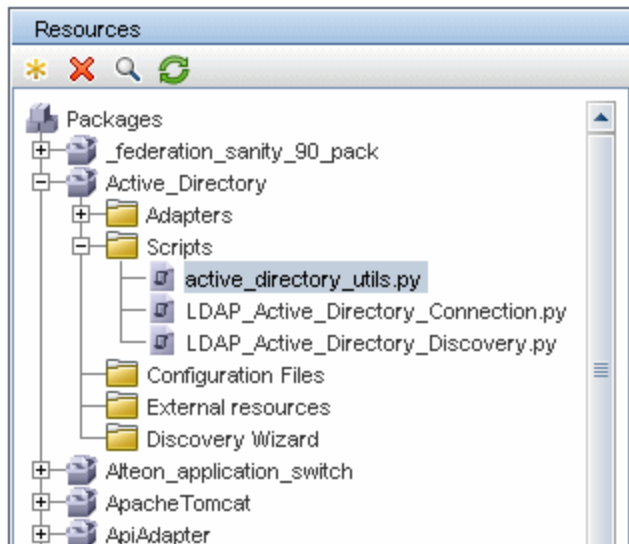 Resources
Packages
_federation_sanity_90_pack
Active_Directory
Adapters
Scripts
active_directory_utils.py
LDAP_Active_Directory_Connection.py
LDAP_Active_Directory_Discovery.py
Configuration Files
External resources
Discovery Wizard
Alteon_application_switch
ApacheTomcat
ApiAdapter